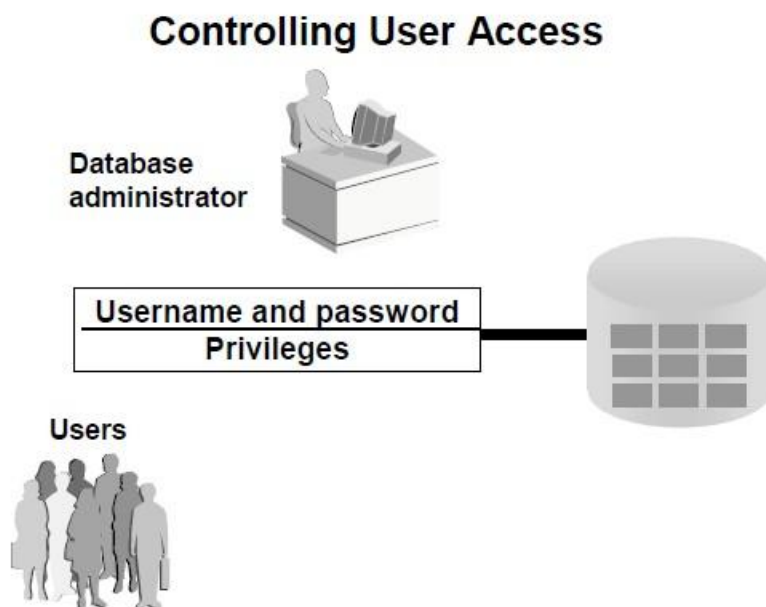 Controlling User Access
Database
administrator
Username and password
Privileges
Users